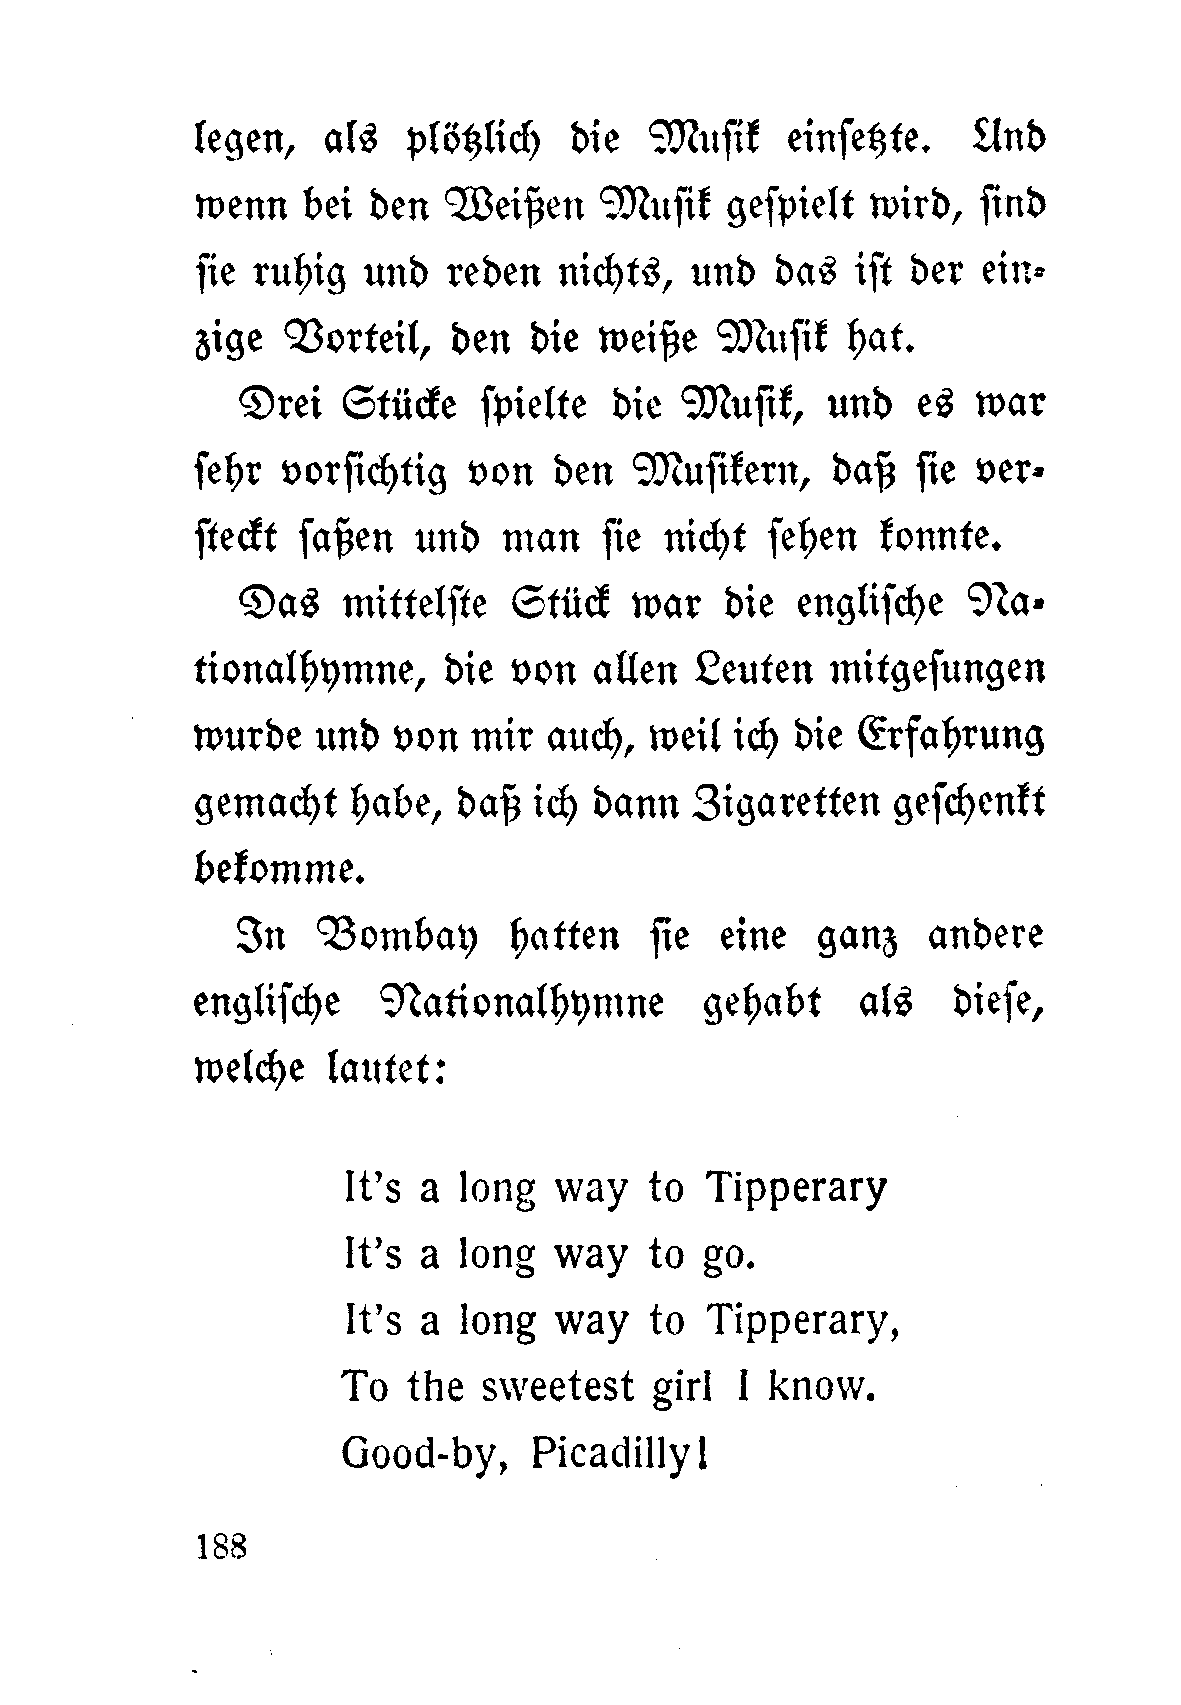 legen, als plötzlich die Musik einsetzte. Und
wenn bei den Weißen Musik gespielt wird, sind
sie ruhig und reden nichts, und das ist der ein-
zige Vorteil, den die weiße Musik hat.
Drei Stücke spielte die Musik, und es war
sehr vorsichtig von den Musikern, daß sie ver-
steckt saßen und man sie nicht sehen konnte.
Das mittelste Stück war die englische Na-
tionalhymne, die von allen Leuten mitgesungen
wurde und von mir auch, weil ich die Erfahrung
gemacht habe, daß ich dann Zigaretten geschenkt
bekomme.
In Bombay hatten sie eine ganz andere
englische Nationalhymne gehabt als diese,
welche lautet:
It's a long way to Tipperary
It's a long way to go.
It's a long way to Tipperary,
To the sweetest girl I know.
Good-by, Picadilly!
188